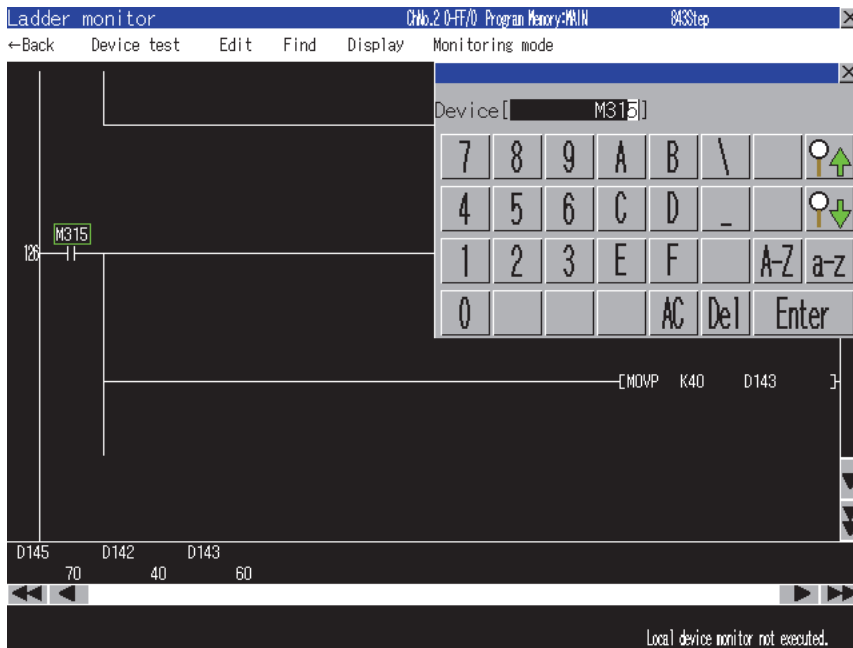 Ladder monitor ChNo.2 0-FF/0 Program Memory:MAIN 843Step
←Back Device test Edit Find Display Monitoring mode
Device[ M315]
7 8 9 A B \
4 5 6 C D _
1 2 3 E F A-Z a-z
0 AC Del Enter
M315
126
[MOVP K40 D143 ]
D145 D142 D143
70 40 60
Local device monitor not executed.